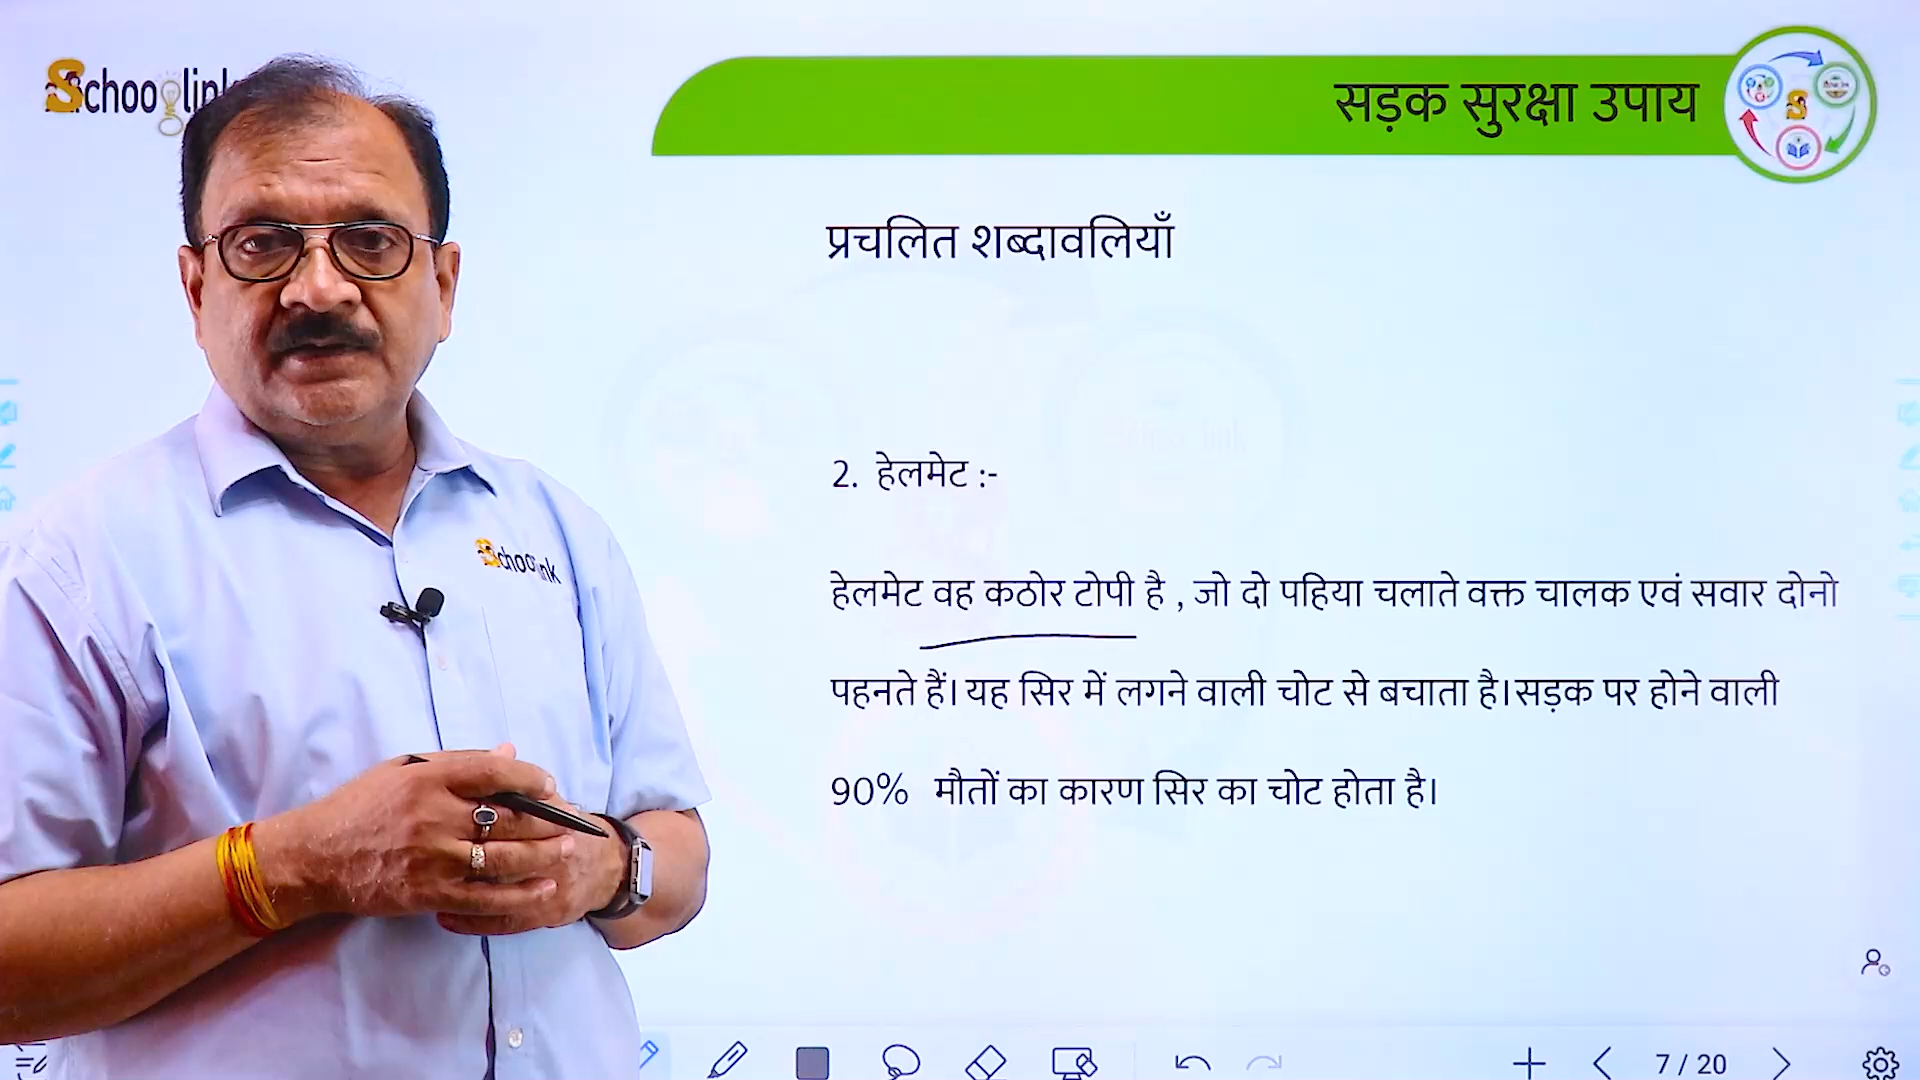 Schoolink
सड़क सुरक्षा उपाय
प्रचलित शब्दावलियाँ
2. हेलमेट :-
Schoolink
हेलमेट वह कठोर टोपी है , जो दो पहिया चलाते वक्त चालक एवं सवार दोनो
पहनते हैं। यह सिर में लगने वाली चोट से बचाता है।सड़क पर होने वाली
90% मौतों का कारण सिर का चोट होता है।
7 / 20